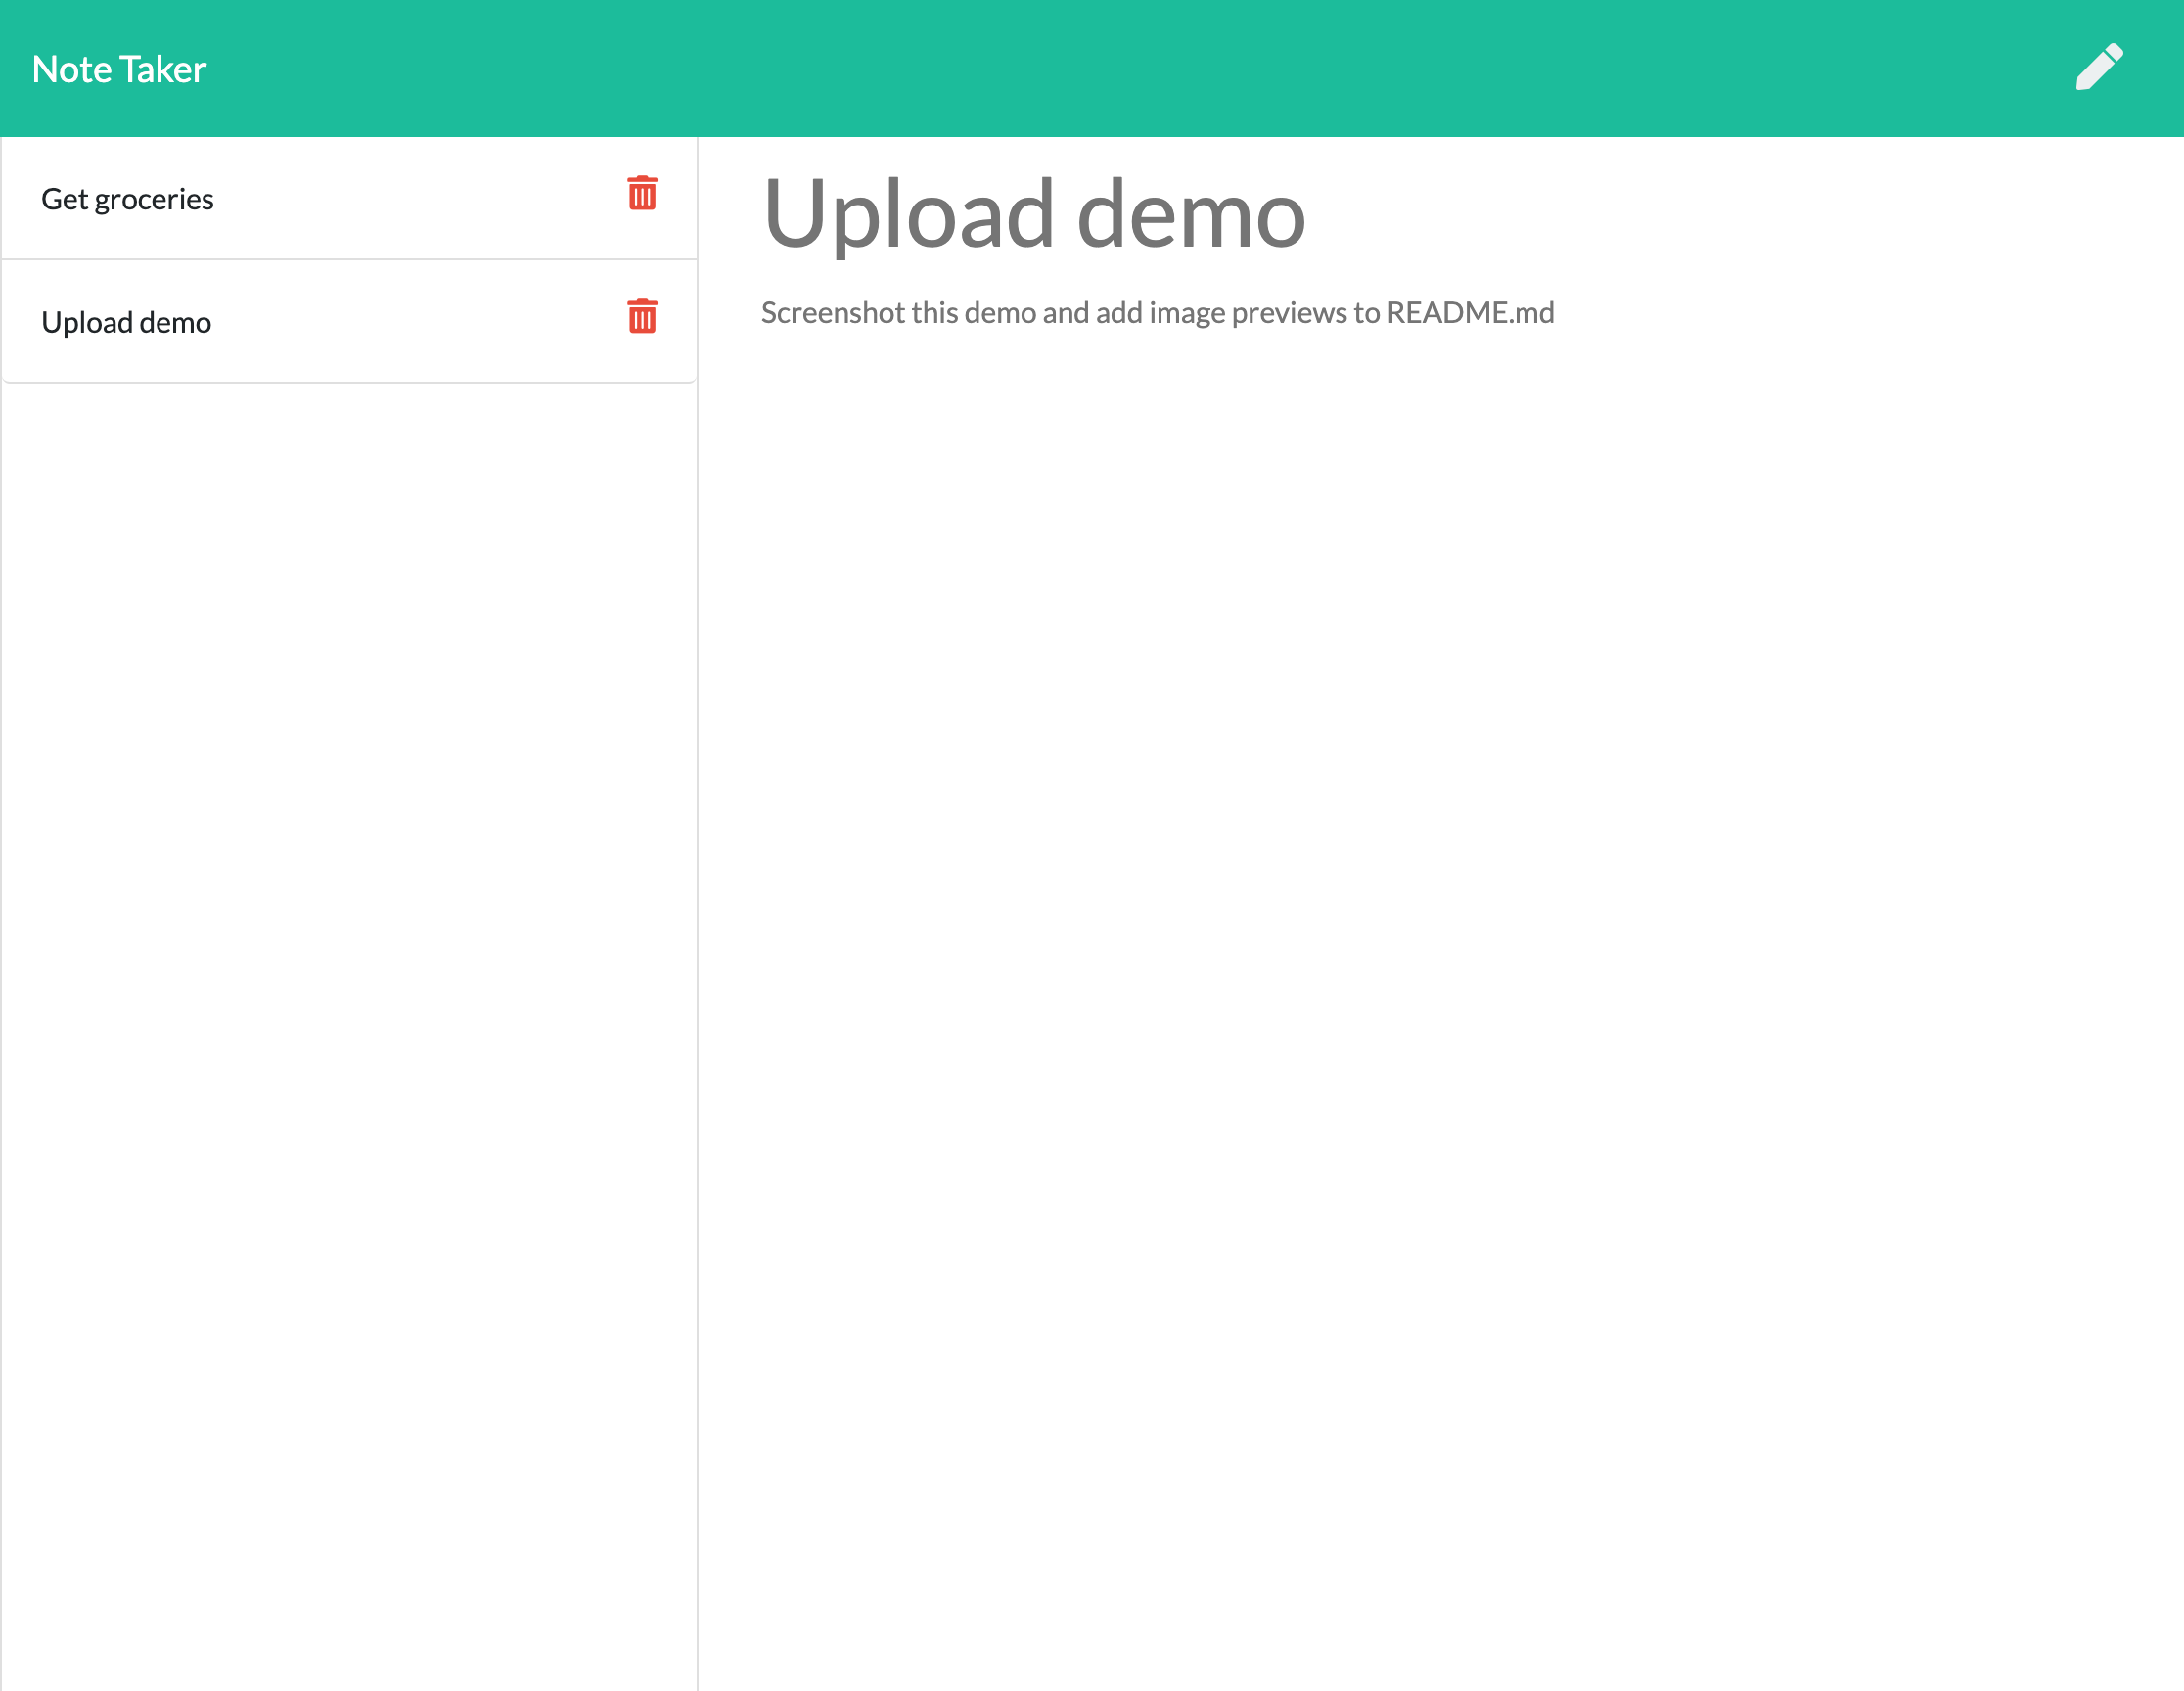 Note Taker
Get groceries
Upload demo
Upload demo
Screenshot this demo and add image previews to README.md